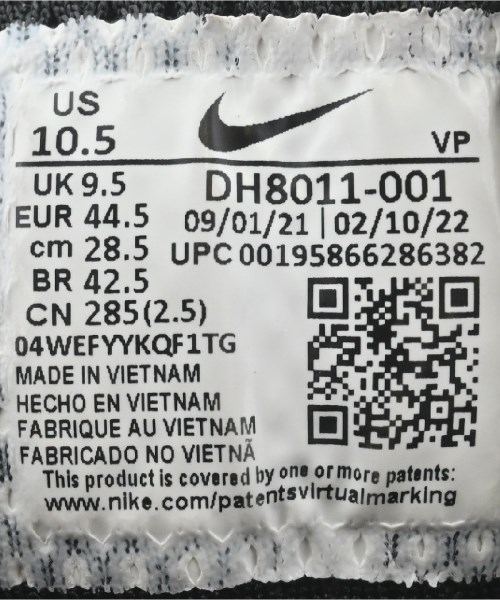 US
10.5
VP
UK 9.5
DH8011-001
EUR 44.5
09/01/21 | 02/10/22
cm 28.5
UPC 00195866286382
BR 42.5
CN 285(2.5)
04WEFYYKQF1TG
MADE IN VIETNAM
HECHO EN VIETNAM
FABRIQUE AU VIETNAM
FABRICADO NO VIETNÃ
This product is covered by one or more patents:
www.nike.com/patentsvirtualmarking